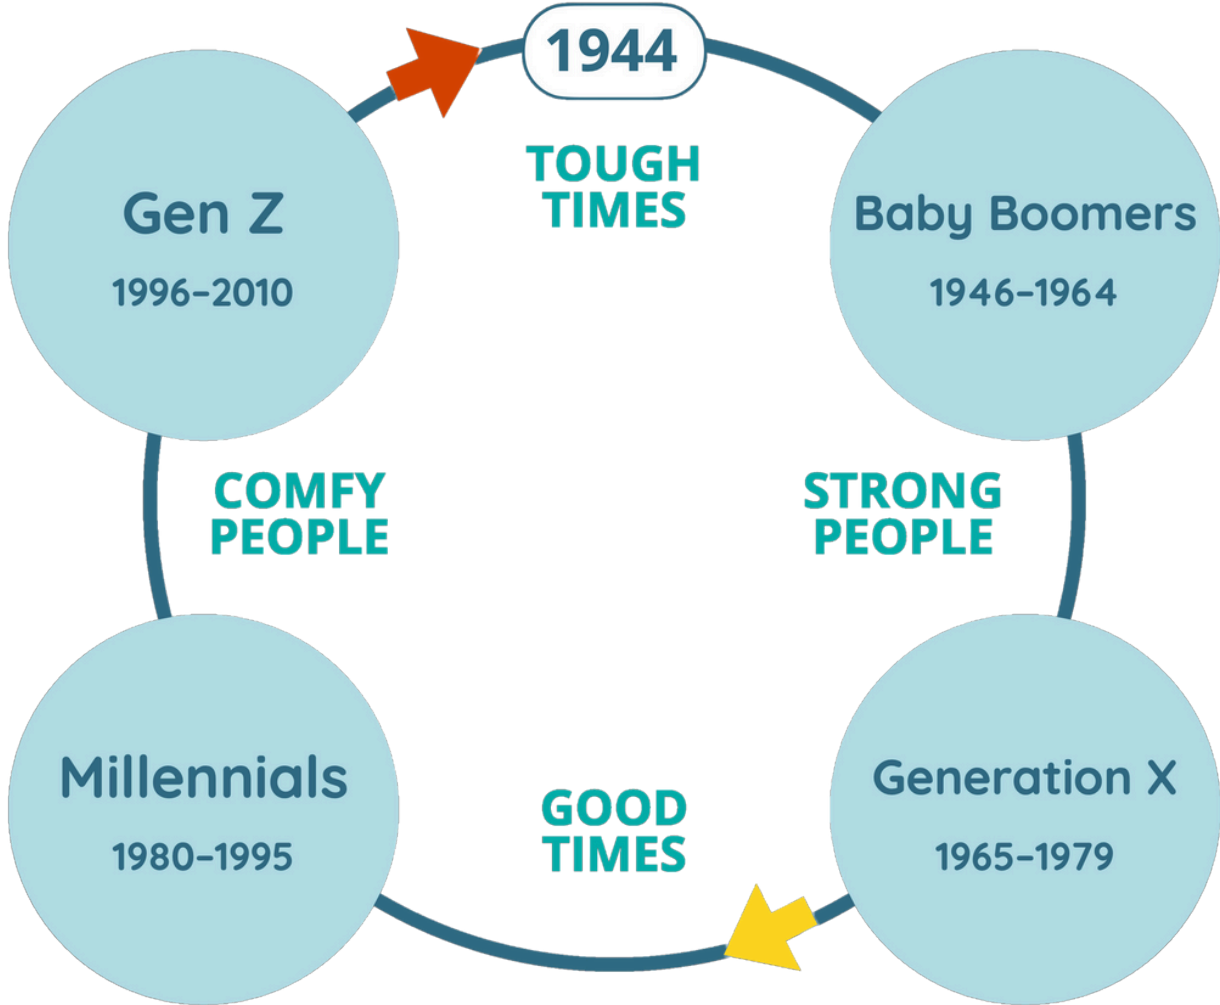 1944
TOUGH
TIMES
Baby Boomers
1946–1964
STRONG
PEOPLE
Generation X
1965–1979
GOOD
TIMES
Millennials
1980–1995
COMFY
PEOPLE
Gen Z
1996–2010